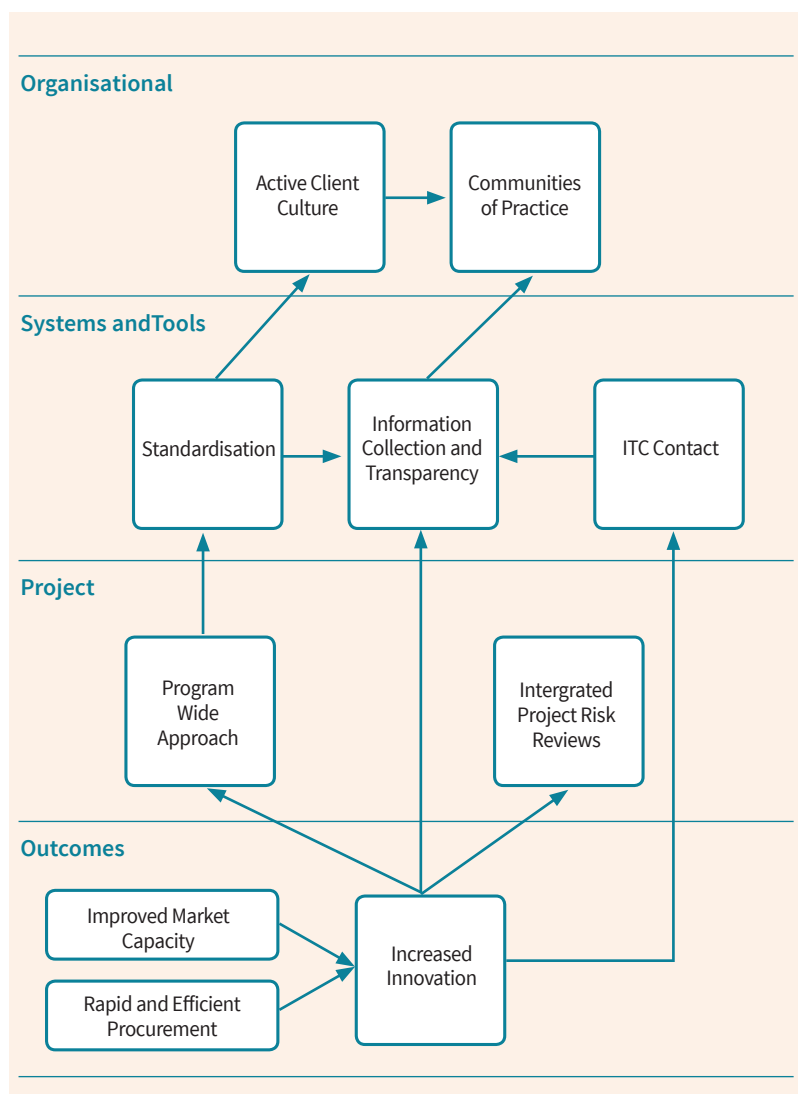 Organisational
Active Client
Culture
Communities
of Practice
Systems andTools
Standardisation
Information
Collection and
Transparency
ITC Contact
Project
Program
Wide
Approach
Intergrated
Project Risk
Reviews
Outcomes
Improved Market
Capacity
Rapid and Efficient
Procurement
Increased
Innovation